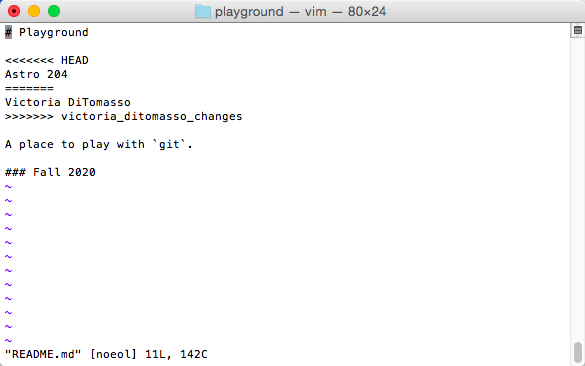 playground — vim — 80×24
# Playground
<<<<<<< HEAD
Astro 204
=======
Victoria DiTomasso
>>>>>>> victoria_ditomasso_changes
A place to play with `git`.
### Fall 2020
~
~
~
~
~
~
~
~
~
~
~
~
"README.md" [noeol] 11L, 142C